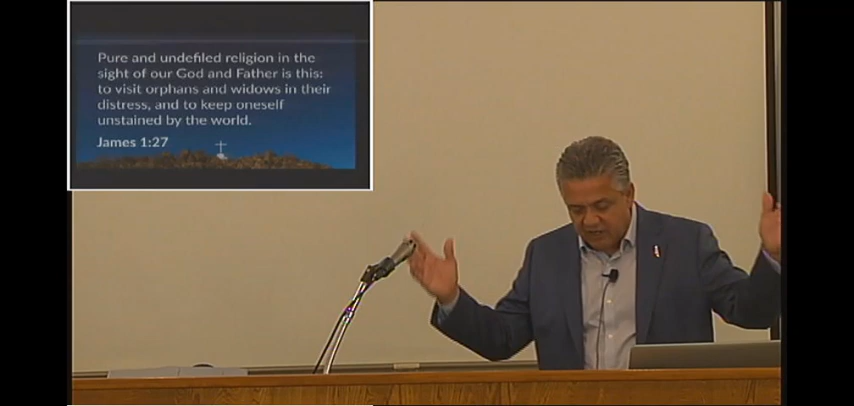 Pure and undefiled religion in the
sight of our God and Father is this:
to visit orphans and widows in their
distress, and to keep oneself
unstained by the world.
James 1:27